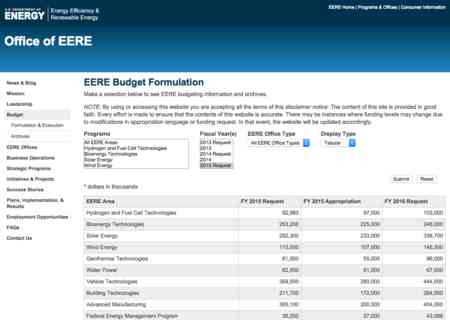 U.S. DEPARTMENT OF
ENERGY
Energy Efficiency &
Renewable Energy
EERE Home | Programs & Offices | Consumer Information
Office of EERE
News & Blog
Mission
Leadership
Budget
Formulation & Execution
Archives
EERE Offices
Business Operations
Strategic Programs
Initiatives & Projects
Success Stories
Plans, Implementation, &
Results
Employment Opportunities
FAQs
Contact Us
EERE Budget Formulation
Make a selection below to see EERE budgeting information and archives.
NOTE: By using or accessing this website you are accepting all the terms of this disclaimer notice. The content of this site is provided in good
faith. Every effort is made to ensure that the contents of this website is accurate. There may be instances where funding levels may change due
to modifications in appropriation language or funding request. In that event, the website will be updated accordingly.
Programs Fiscal Year(s) EERE Office Type Display Type
All EERE Areas
Hydrogen and Fuel Cell Technologies
Bioenergy Technologies
Solar Energy
Wind Energy
2013 Request
2013
2014 Request
2014
2015 Request
All EERE Office Types
Tabular
Submit Reset
* dollars in thousands
EERE Area FY 2015 Request FY 2015 Appropriation FY 2016 Request
Hydrogen and Fuel Cell Technologies 92,983 97,000 103,000
Bioenergy Technologies 253,200 225,000 246,000
Solar Energy 282,300 233,000 336,700
Wind Energy 115,000 107,000 145,500
Geothermal Technologies 61,500 55,000 96,000
Water Power 62,500 61,000 67,000
Vehicle Technologies 359,000 280,000 444,000
Building Technologies 211,700 172,000 264,000
Advanced Manufacturing 305,100 200,000 404,000
Federal Energy Management Program 36,200 27,000 43,088